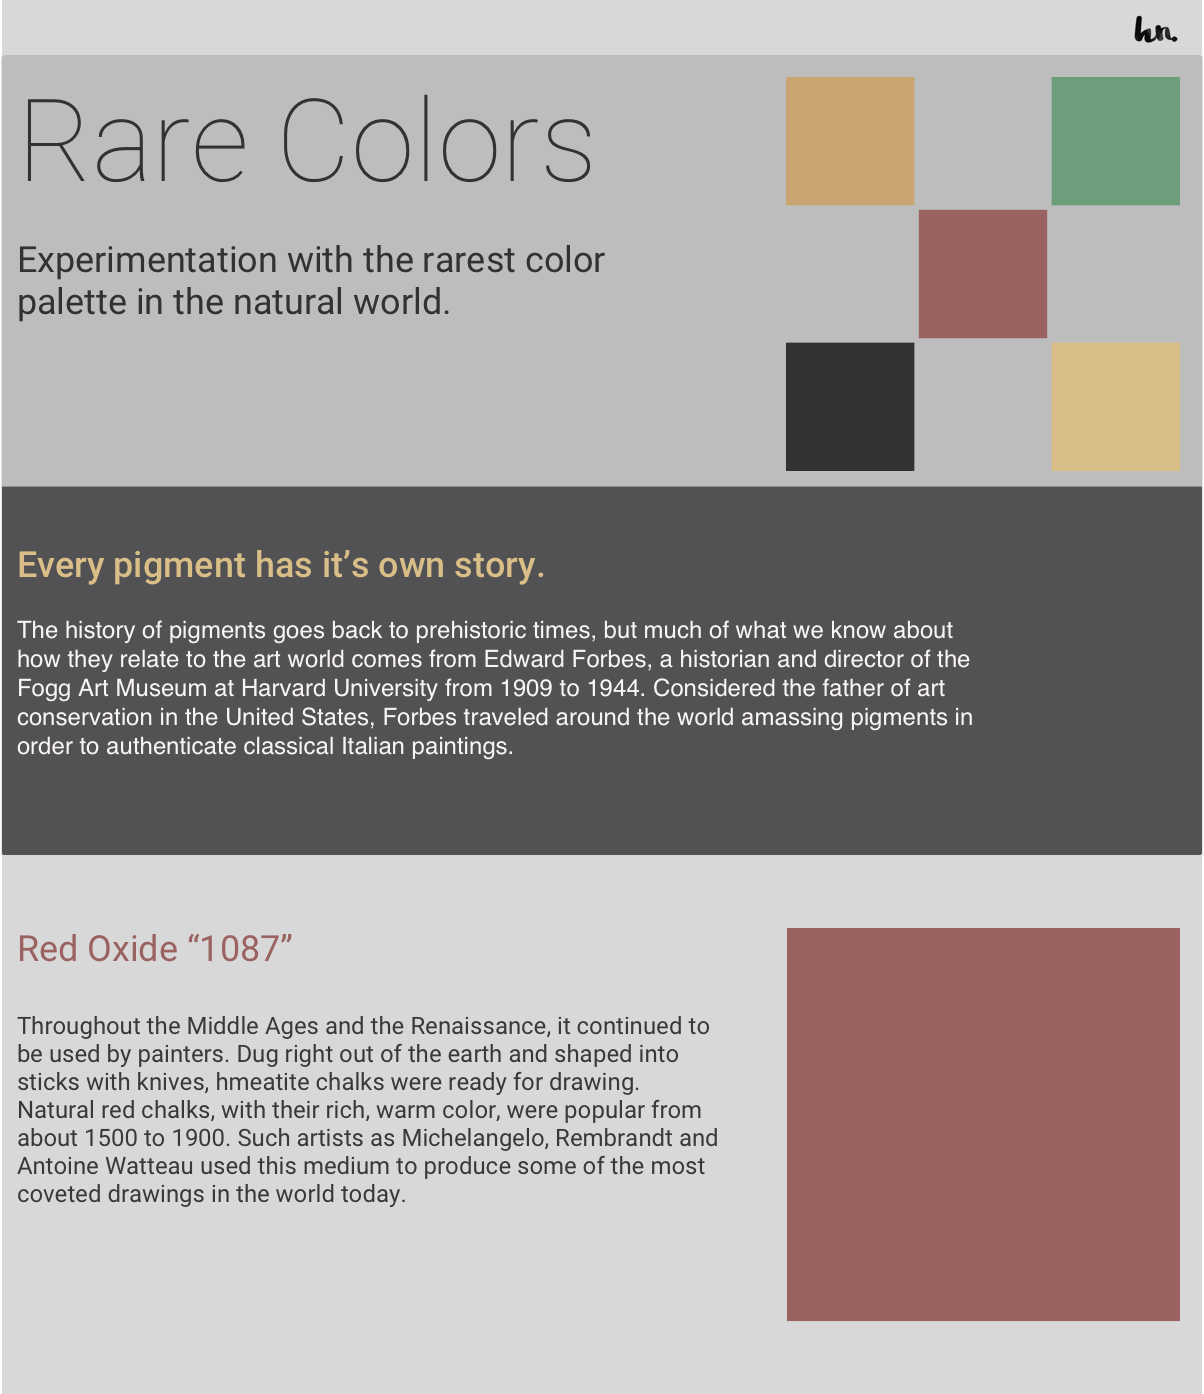 hn.
Rare Colors
Experimentation with the rarest color
palette in the natural world.
Every pigment has it’s own story.
The history of pigments goes back to prehistoric times, but much of what we know about
how they relate to the art world comes from Edward Forbes, a historian and director of the
Fogg Art Museum at Harvard University from 1909 to 1944. Considered the father of art
conservation in the United States, Forbes traveled around the world amassing pigments in
order to authenticate classical Italian paintings.
Red Oxide “1087”
Throughout the Middle Ages and the Renaissance, it continued to
be used by painters. Dug right out of the earth and shaped into
sticks with knives, hmeatite chalks were ready for drawing.
Natural red chalks, with their rich, warm color, were popular from
about 1500 to 1900. Such artists as Michelangelo, Rembrandt and
Antoine Watteau used this medium to produce some of the most
coveted drawings in the world today.